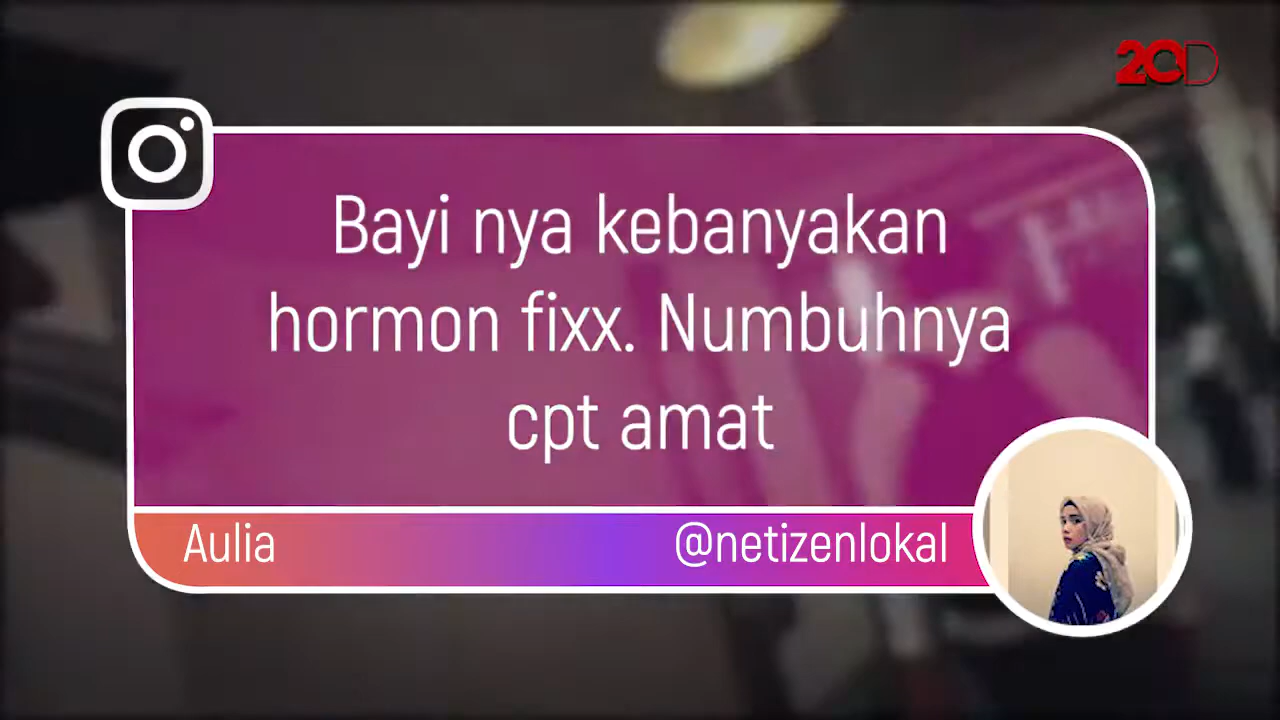 20D
Bayi nya kebanyakan
hormon fixx. Numbuhnya
cpt amat
Aulia
@netizenlokal